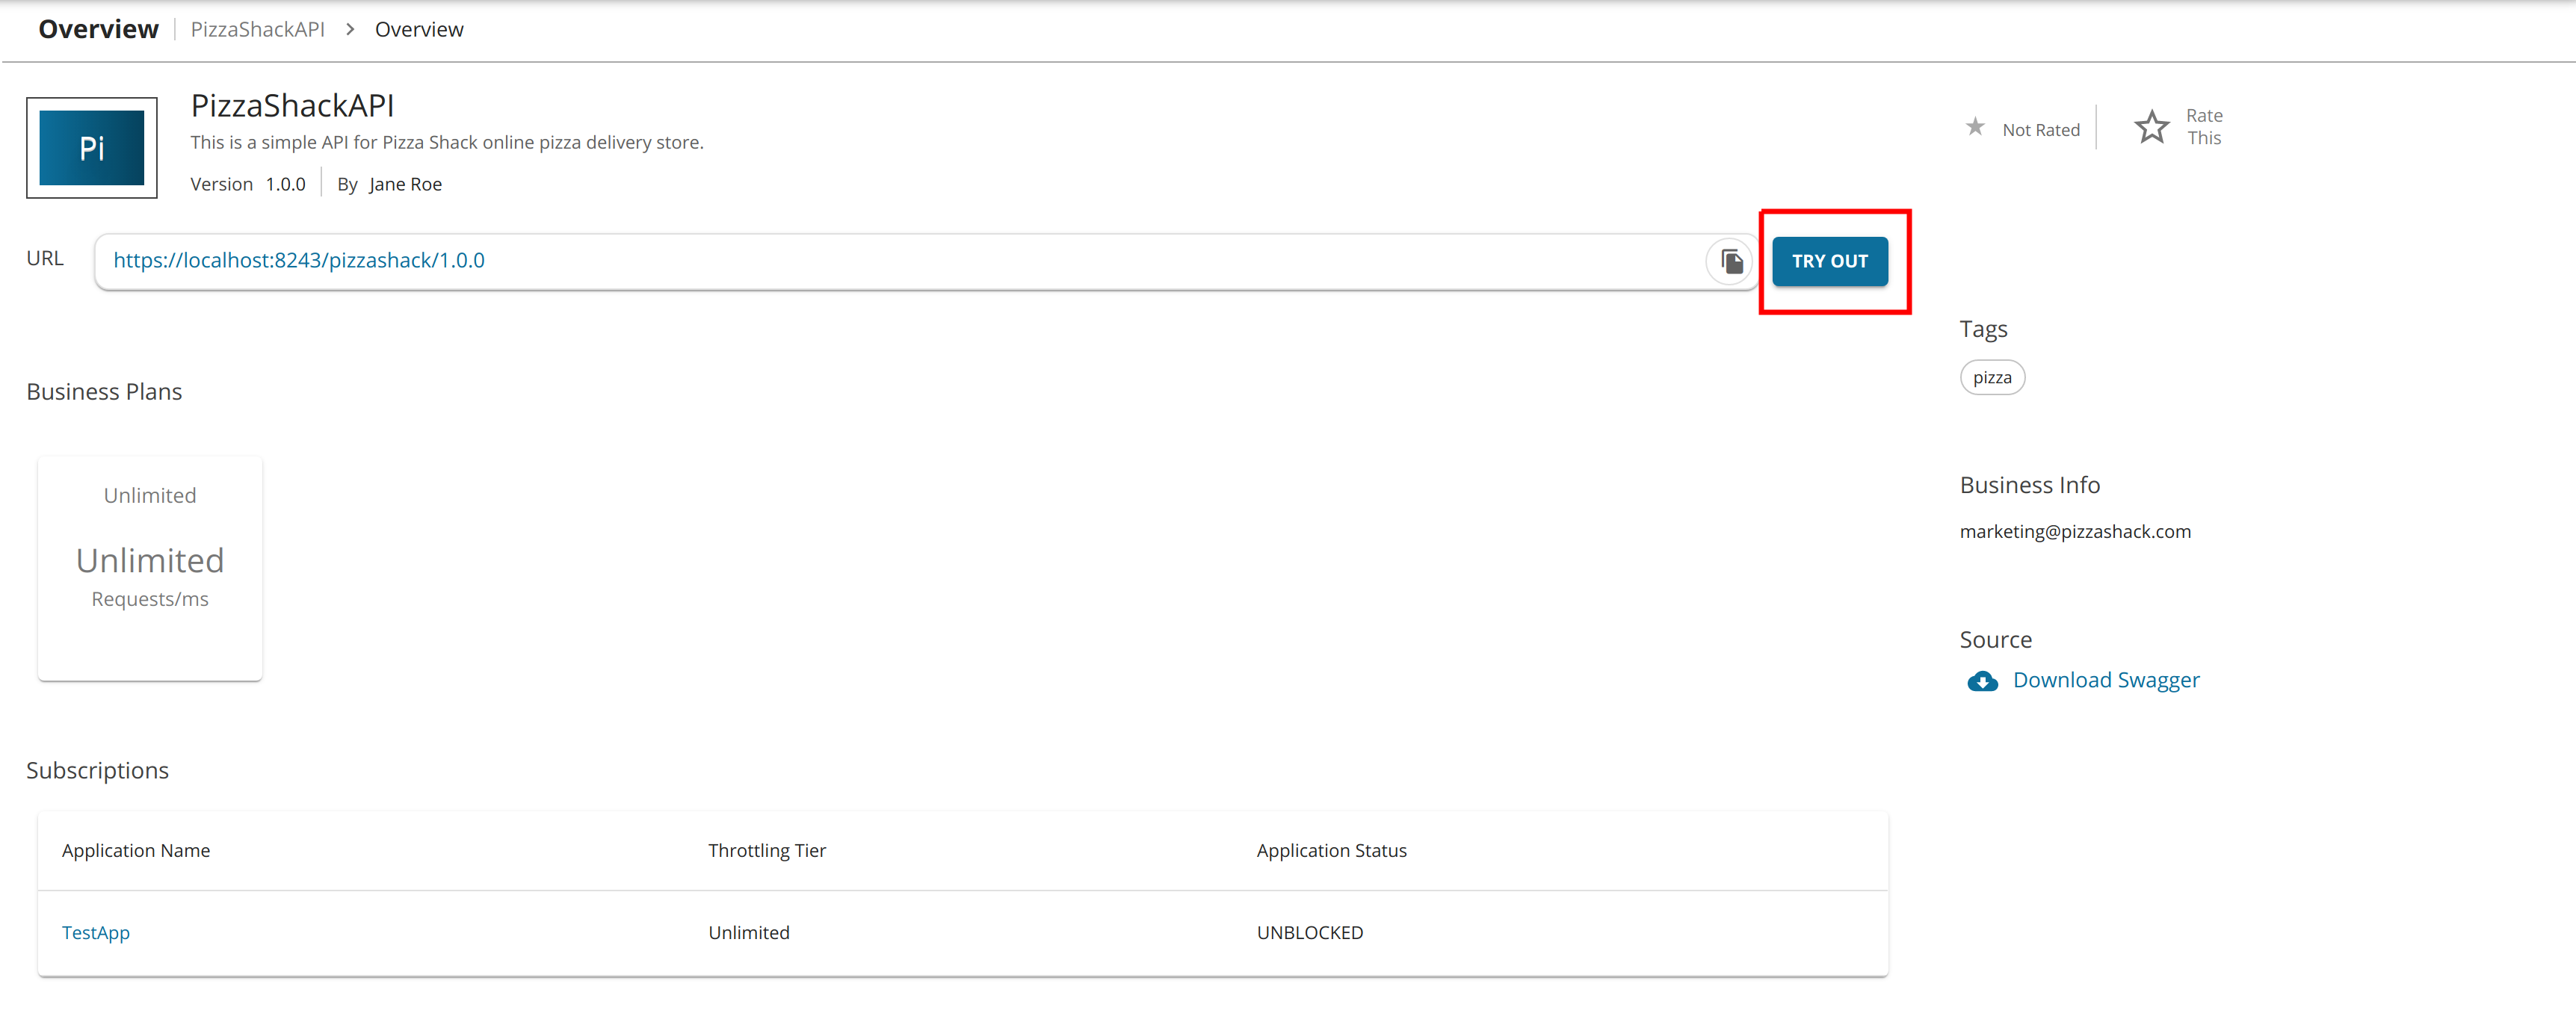 Overview PizzaShackAPI > Overview
Pi
PizzaShackAPI
This is a simple API for Pizza Shack online pizza delivery store.
Version 1.0.0 By Jane Roe
Not Rated
Rate
This
URL https://localhost:8243/pizzashack/1.0.0 TRY OUT
Tags
pizza
Business Plans
Unlimited
Unlimited
Requests/ms
Business Info
marketing@pizzashack.com
Source
Download Swagger
Subscriptions
Application Name Throttling Tier Application Status
TestApp Unlimited UNBLOCKED